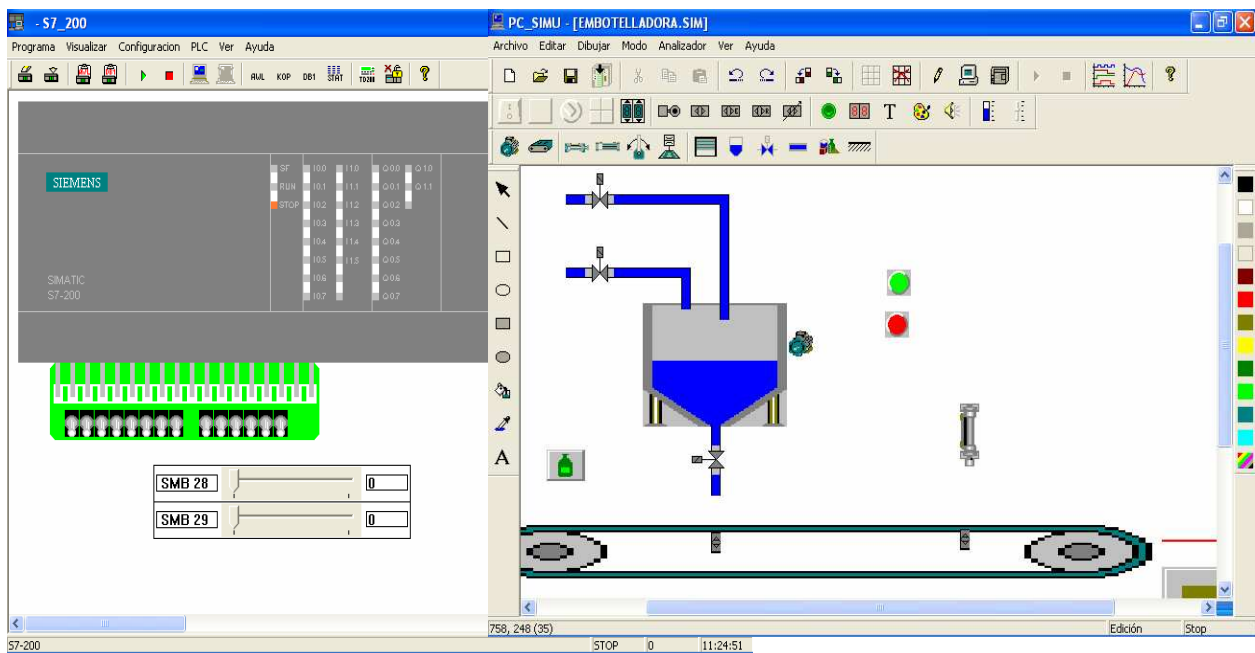 - S7_200
Programa Visualizar Configuracion PLC Ver Ayuda
AWL KOP DB1 STAT TD200
SIEMENS
SF I0.0 I1.0 Q0.0 Q1.0
RUN I0.1 I1.1 Q0.1 Q1.1
STOP I0.2 I1.2 Q0.2
I0.3 I1.3 Q0.3
I0.4 I1.4 Q0.4
I0.5 I1.5 Q0.5
I0.6 Q0.6
I0.7 Q0.7
SIMATIC
S7-200
SMB 28 0
SMB 29 0
S7-200 STOP 0 11:24:51
PC_SIMU - [EMBOTELLADORA.SIM]
Archivo Editar Dibujar Modo Analizador Ver Ayuda
88 T
A
758, 248 (35) Edición Stop